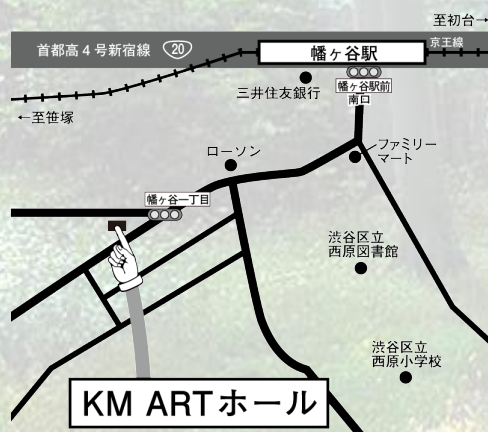 至初台→
首都高4号新宿線 20
幡ヶ谷駅
京王線
幡ヶ谷駅前
南口
三井住友銀行
←至笹塚
ファミリー
マート
ローソン
幡ヶ谷一丁目
渋谷区立
西原図書館
渋谷区立
西原小学校
KM ARTホール